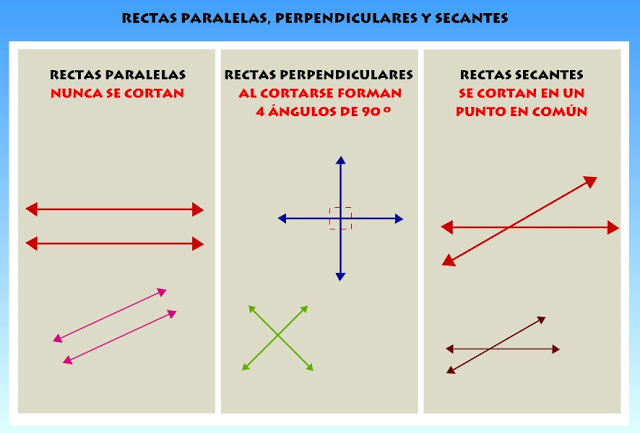 RECTAS PARALELAS, PERPENDICULARES Y SECANTES
RECTAS PARALELAS
NUNCA SE CORTAN
RECTAS PERPENDICULARES
AL CORTARSE FORMAN
4 ÁNGULOS DE 90º
RECTAS SECANTES
SE CORTAN EN UN
PUNTO EN COMÚN